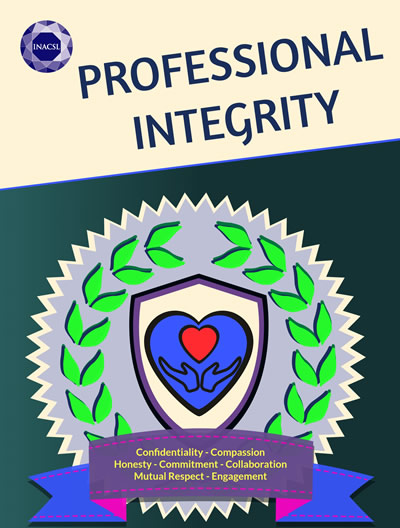 INACSL
PROFESSIONAL
INTEGRITY
Confidentiality - Compassion
Honesty - Commitment - Collaboration
Mutual Respect - Engagement